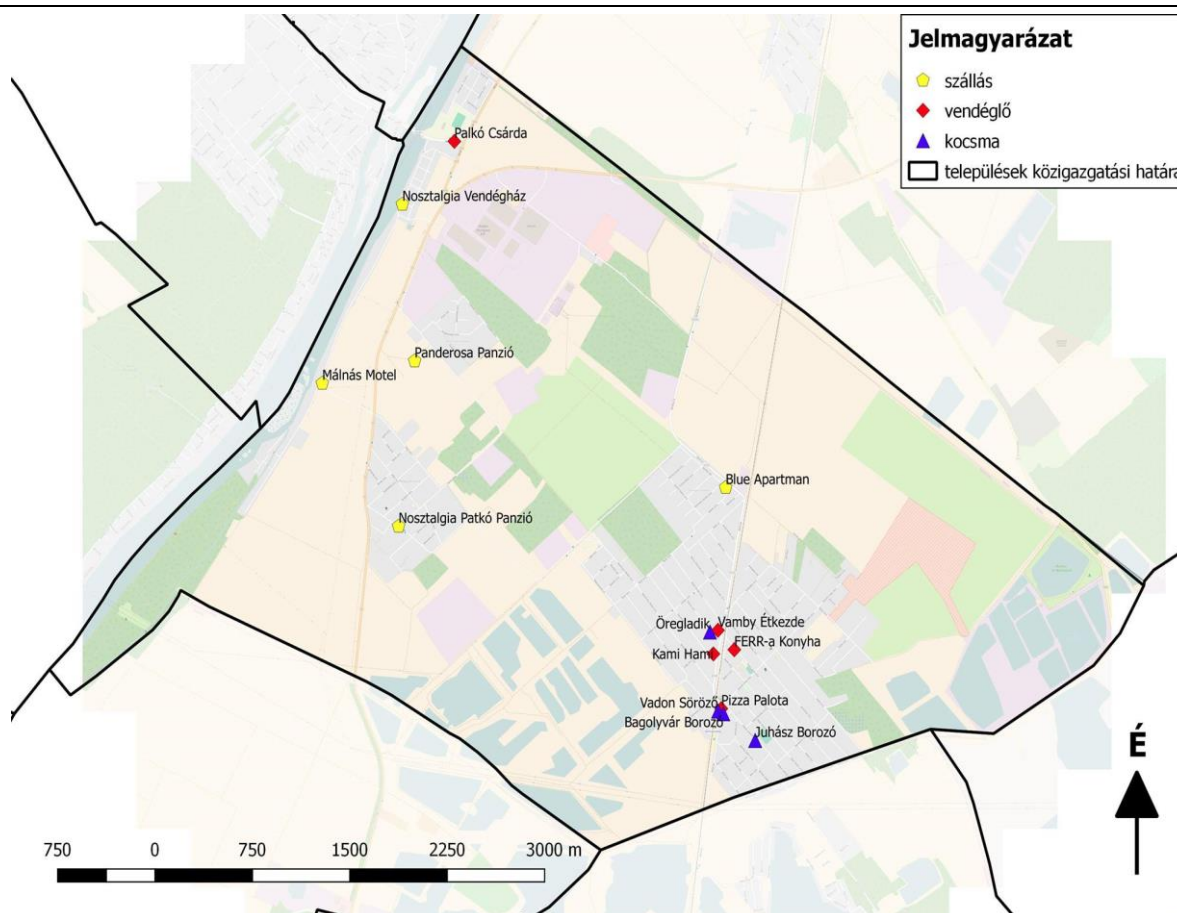 Jelmagyarázat
szállás
vendéglő
kocsma
települések közigazgatási határa
Palkó Csárda
Nosztalgia Vendégház
Panderosa Panzió
Málnás Motel
Blue Apartman
Nosztalgia Patkó Panzió
Öregladik
Vamby Étkezde
FERR-a Konyha
Kami Hami
Vadon Söröző
Pizza Palota
Bagolyvár Borozó
Juhász Borozó
É
750 0 750 1500 2250 3000 m